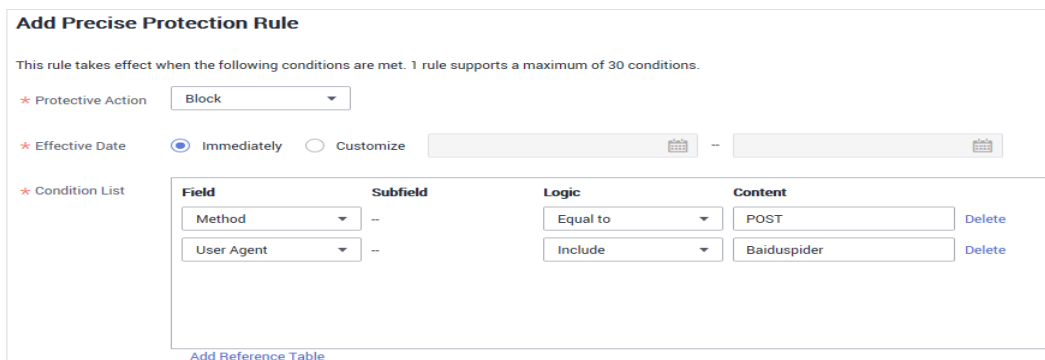 Add Precise Protection Rule
This rule takes effect when the following conditions are met. 1 rule supports a maximum of 30 conditions.
* Protective Action Block
* Effective Date Immediately Customize --
* Condition List Field Subfield Logic Content
Method -- Equal to POST Delete
User Agent -- Include Baiduspider Delete
Add Reference Table